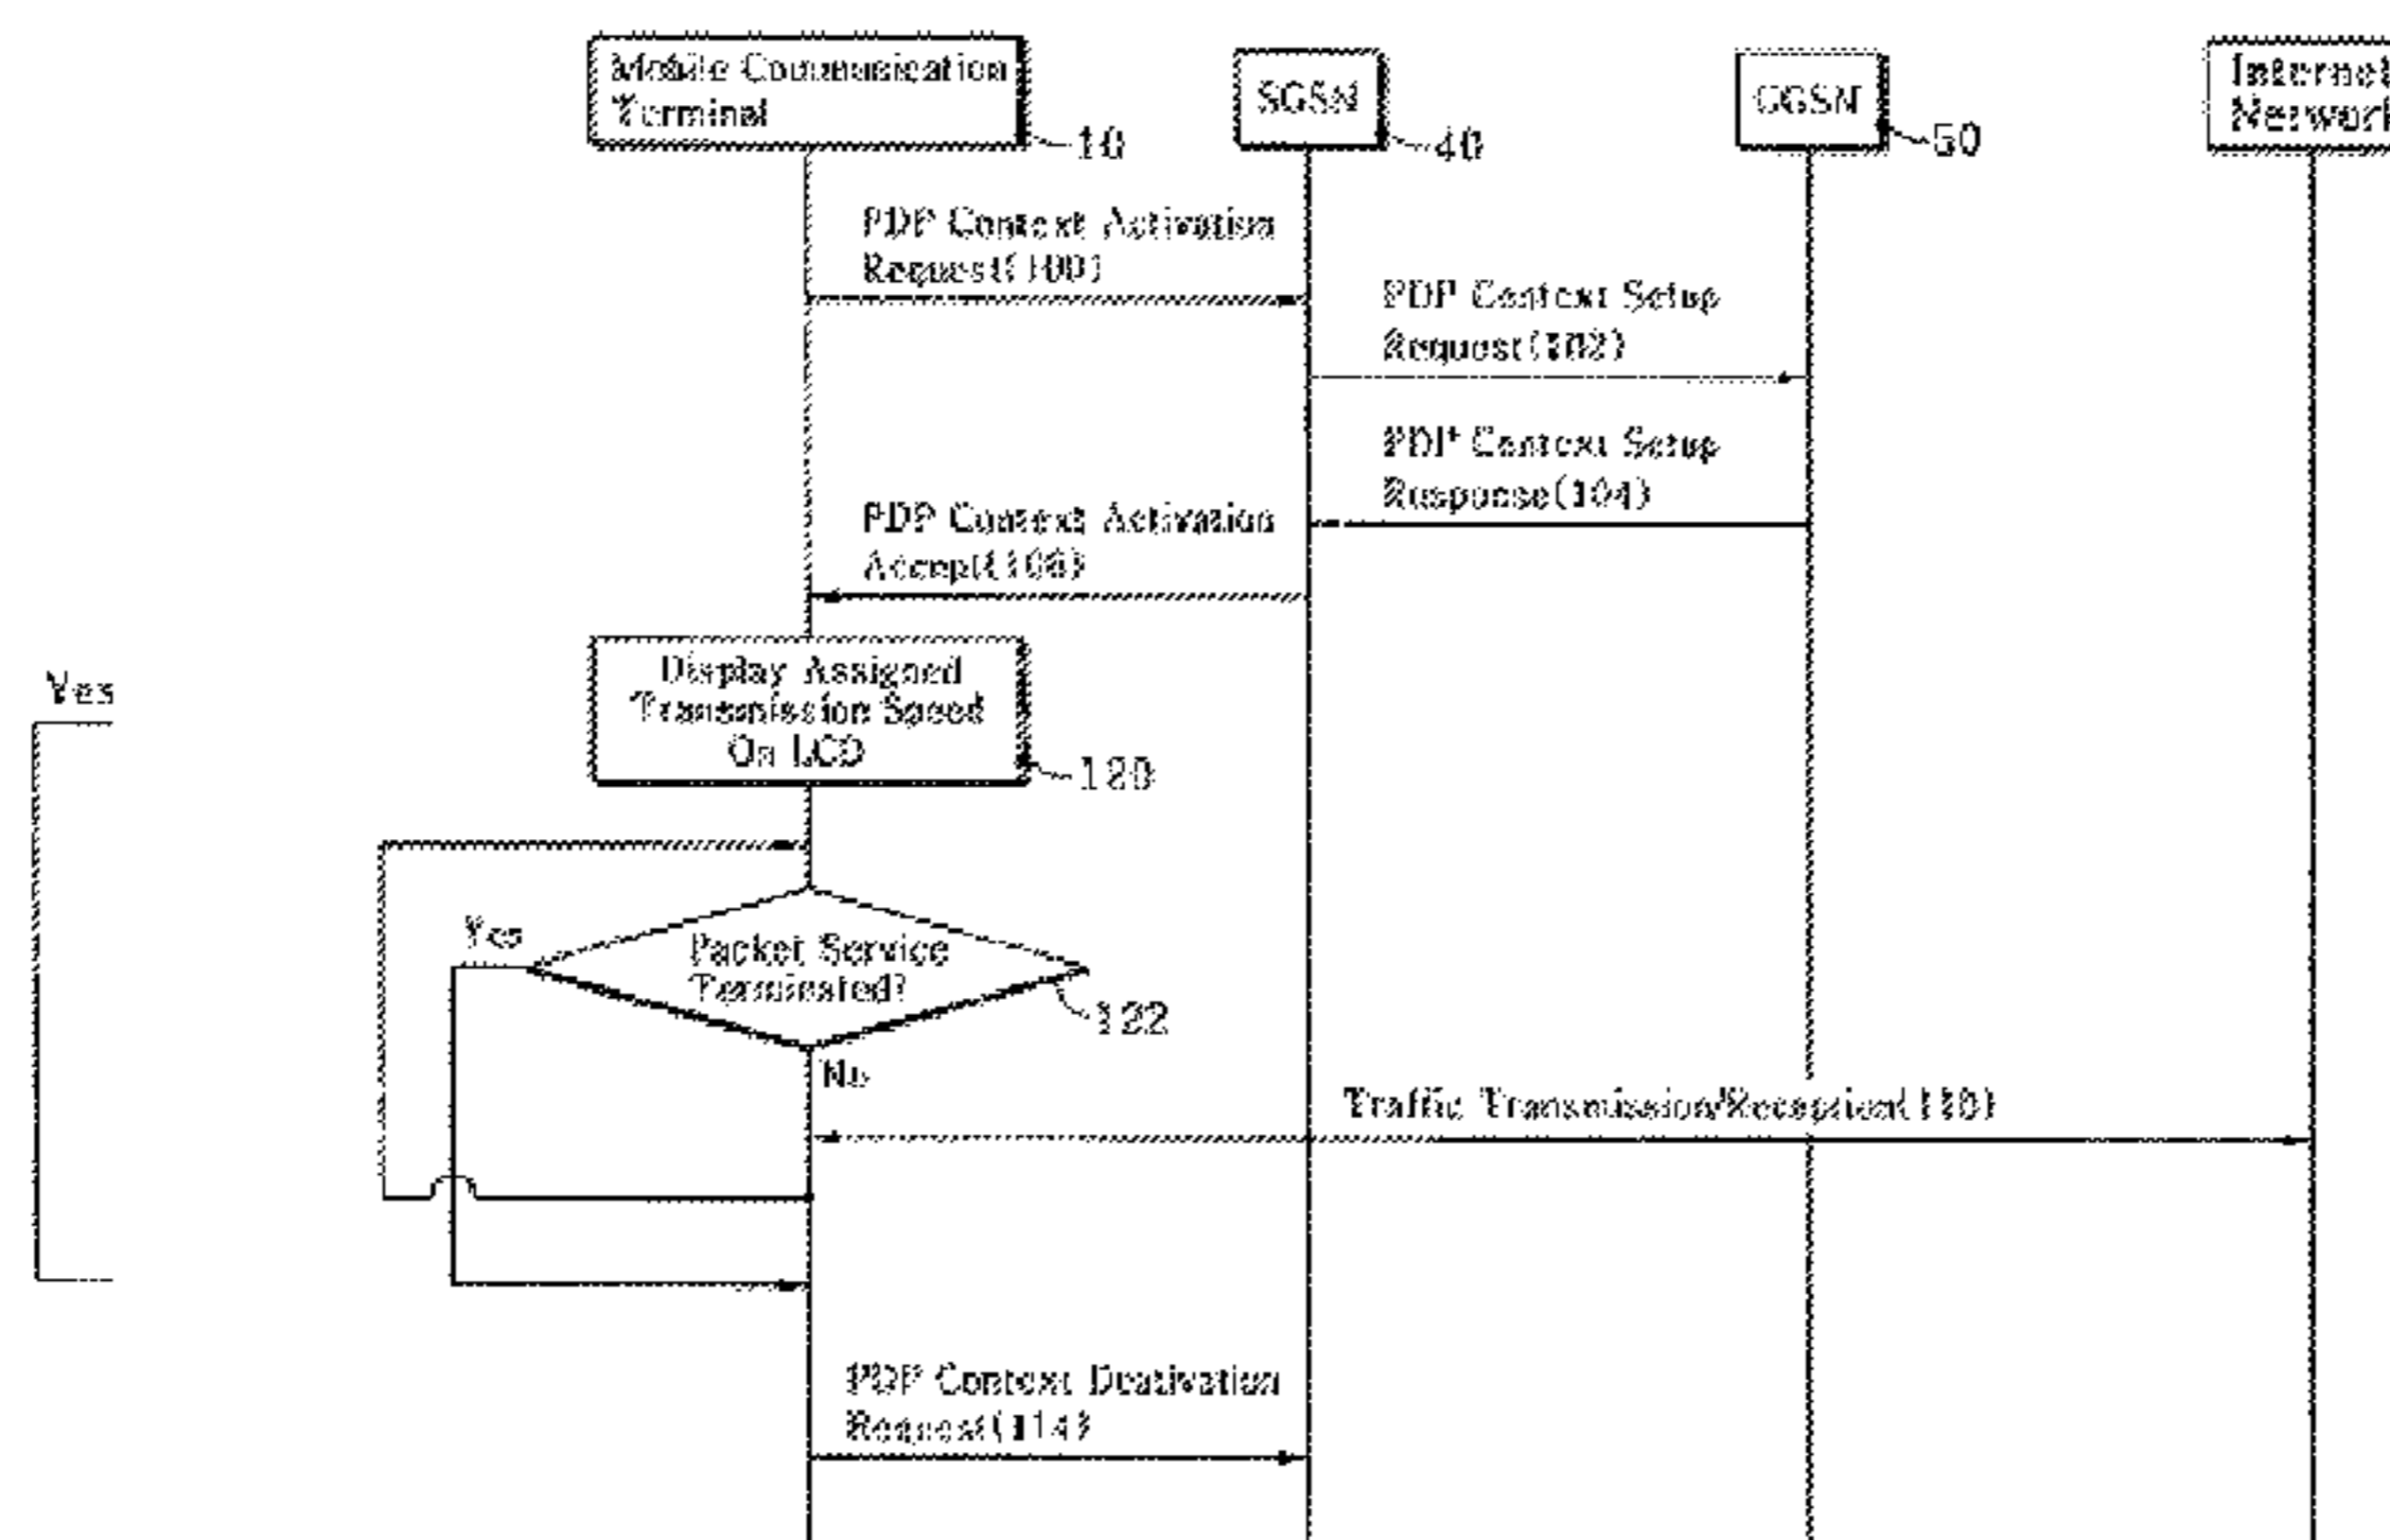 Mobile Communication
Terminal
10
SGSN
40
GGSN
50
Internet
Network
PDP Context Activation
Request(100)
PDP Context Setup
Request(102)
PDP Context Setup
Response(104)
PDP Context Activation
Accept(106)
Display Assigned
Transmission Speed
On LCD
120
Yes
Yes
Packet Service
Terminated?
122
No
Traffic Transmission/Reception(110)
PDP Context Deativation
Request(114)